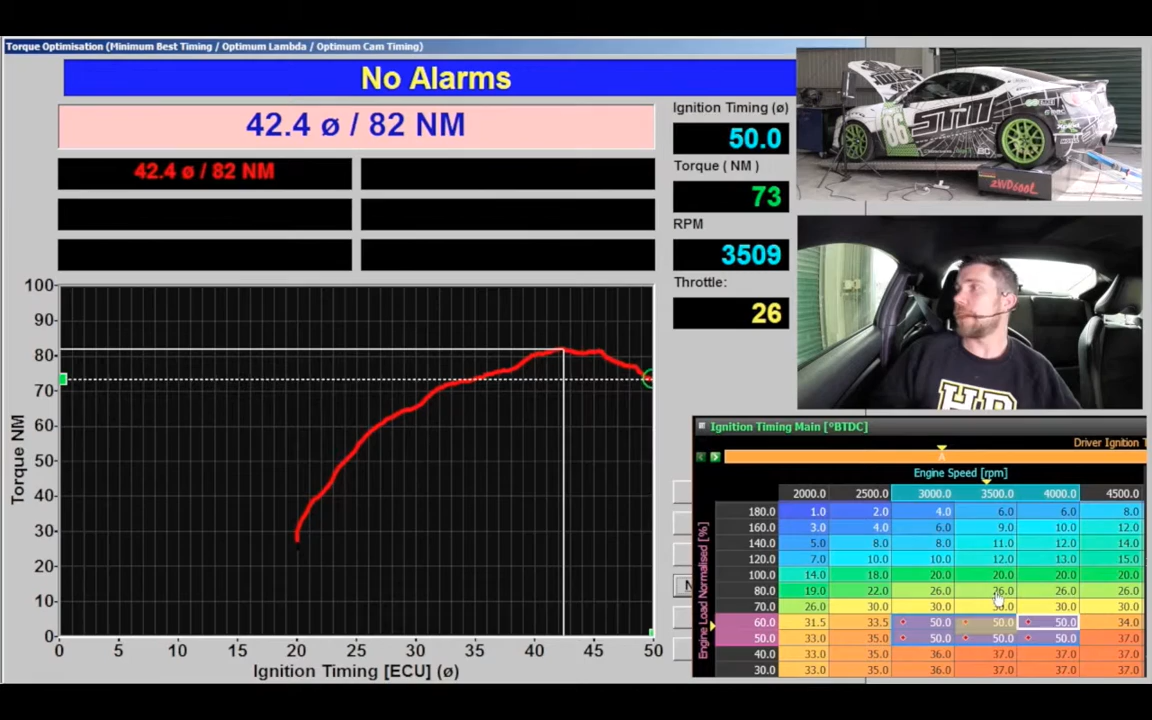 Torque Optimisation (Minimum Best Timing / Optimum Lambda / Optimum Cam Timing)
No Alarms
42.4 ø / 82 NM
42.4 ø / 82 NM
Ignition Timing (ø)
50.0
Torque ( NM )
73
RPM
3509
Throttle:
26
100
90
80
70
60
50
40
30
20
10
0
Torque NM
0 5 10 15 20 25 30 35 40 45 50
Ignition Timing [ECU] (ø)
86
STM
2WD600L
HP
Ignition Timing Main [°BTDC]
Driver Ignition T
A
Engine Speed [rpm]
Engine Load Normalised [%]
2000.0 2500.0 3000.0 3500.0 4000.0 4500.0
180.0 1.0 2.0 4.0 6.0 6.0 8.0
160.0 3.0 4.0 6.0 9.0 10.0 12.0
140.0 5.0 8.0 8.0 11.0 12.0 14.0
120.0 7.0 10.0 10.0 12.0 13.0 15.0
100.0 14.0 18.0 20.0 20.0 20.0 20.0
80.0 19.0 22.0 26.0 26.0 26.0 26.0
70.0 26.0 30.0 30.0 30.0 30.0 30.0
60.0 31.5 33.5 50.0 50.0 50.0 34.0
50.0 33.0 35.0 50.0 50.0 50.0 37.0
40.0 33.0 35.0 36.0 37.0 37.0 37.0
30.0 33.0 35.0 36.0 37.0 37.0 37.0